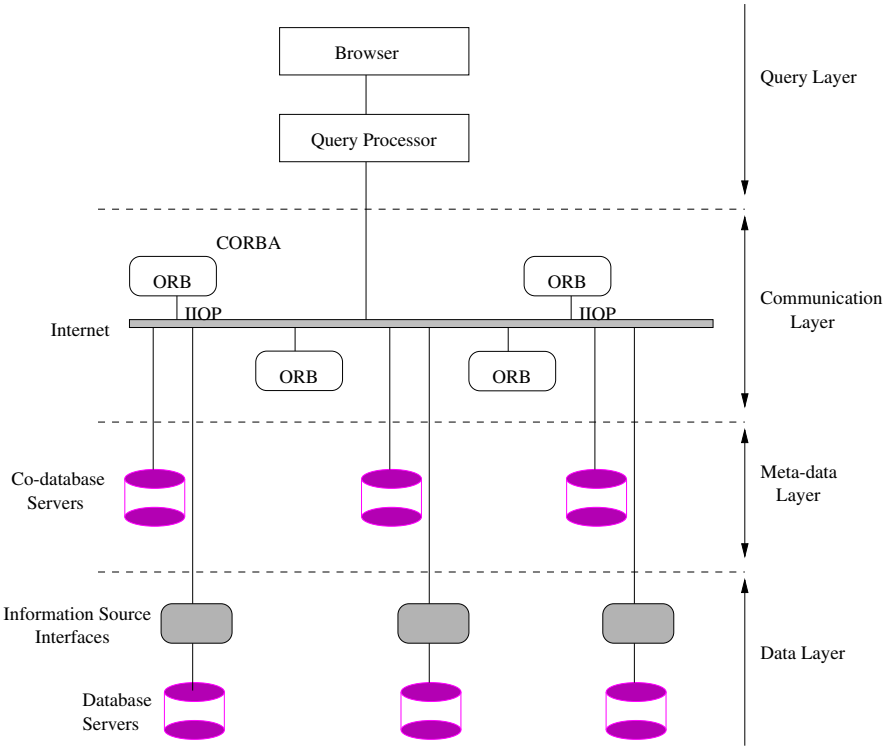 Browser
Query Layer
Query Processor
CORBA
ORB
ORB
IIOP
IIOP
Internet
Communication
Layer
ORB
ORB
Co-database
Servers
Meta-data
Layer
Information Source
Interfaces
Data Layer
Database
Servers